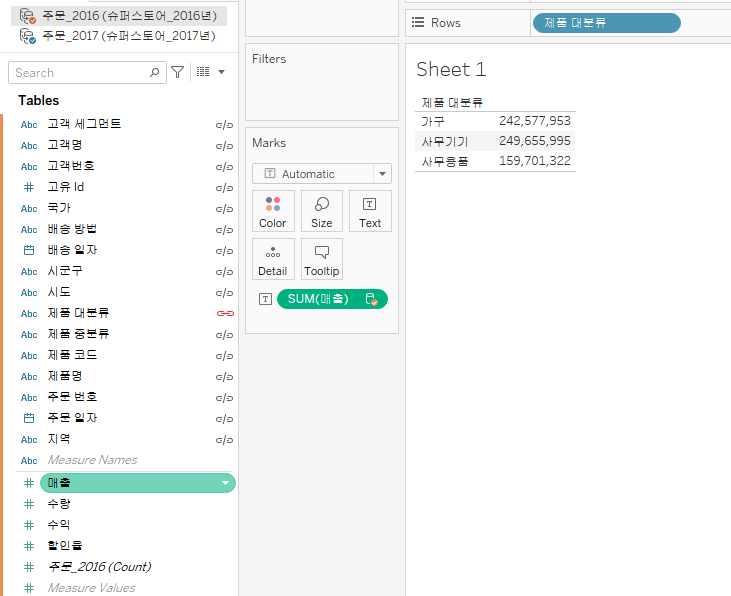 주문_2016 (슈퍼스토어_2016년)
주문_2017 (슈퍼스토어_2017년)
Search
Tables
Abc 고객 세그먼트
Abc 고객명
Abc 고객번호
# 고유 Id
Abc 국가
Abc 배송 방법
배송 일자
Abc 시군구
Abc 시도
Abc 제품 대분류
Abc 제품 중분류
Abc 제품 코드
Abc 제품명
Abc 주문 번호
주문 일자
Abc 지역
Abc Measure Names
# 매출
# 수량
# 수익
# 할인율
# 주문_2016 (Count)
# Measure Values
Filters
Marks
T Automatic
Color Size Text
Detail Tooltip
T SUM(매출)
Rows 제품 대분류
Sheet 1
제품 대분류
가구 242,577,953
사무기기 249,655,995
사무용품 159,701,322